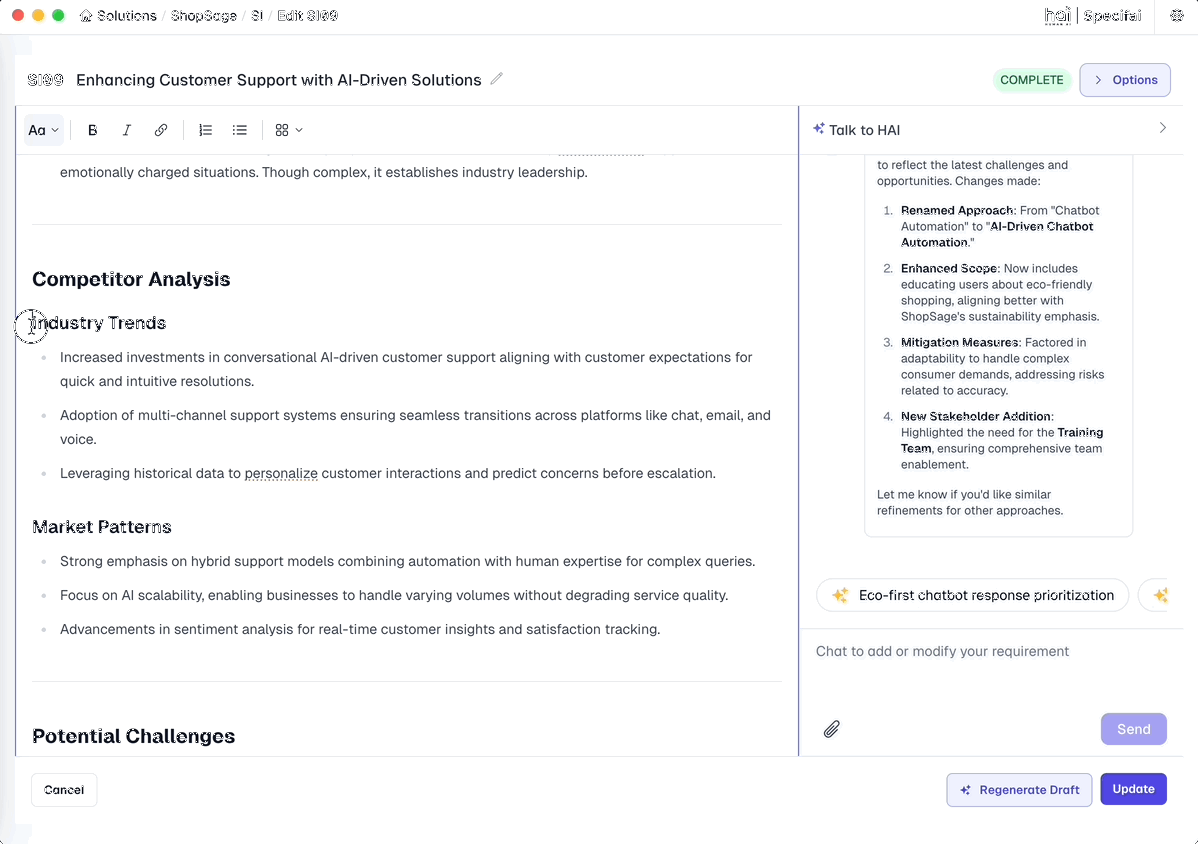 Solutions / ShopSage / SI / Edit SI09
hai | Specifai
SI09 Enhancing Customer Support with AI-Driven Solutions
COMPLETE
Options
Aa B I
Talk to HAI
emotionally charged situations. Though complex, it establishes industry leadership.
Competitor Analysis
Industry Trends
Increased investments in conversational AI-driven customer support aligning with customer expectations for
quick and intuitive resolutions.
Adoption of multi-channel support systems ensuring seamless transitions across platforms like chat, email, and
voice.
Leveraging historical data to personalize customer interactions and predict concerns before escalation.
Market Patterns
Strong emphasis on hybrid support models combining automation with human expertise for complex queries.
Focus on AI scalability, enabling businesses to handle varying volumes without degrading service quality.
Advancements in sentiment analysis for real-time customer insights and satisfaction tracking.
Potential Challenges
to reflect the latest challenges and
opportunities. Changes made:
1. Renamed Approach: From "Chatbot
Automation" to "AI-Driven Chatbot
Automation."
2. Enhanced Scope: Now includes
educating users about eco-friendly
shopping, aligning better with
ShopSage's sustainability emphasis.
3. Mitigation Measures: Factored in
adaptability to handle complex
consumer demands, addressing risks
related to accuracy.
4. New Stakeholder Addition:
Highlighted the need for the Training
Team, ensuring comprehensive team
enablement.
Let me know if you'd like similar
refinements for other approaches.
Eco-first chatbot response prioritization
Chat to add or modify your requirement
Send
Cancel
Regenerate Draft
Update